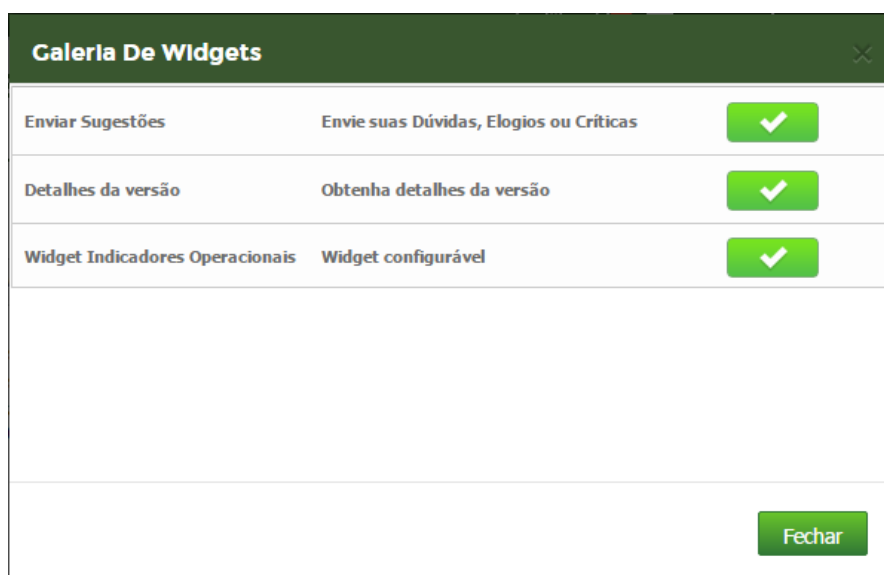 Galeria De Widgets
Enviar Sugestões Envie suas Dúvidas, Elogios ou Críticas
Detalhes da versão Obtenha detalhes da versão
Widget Indicadores Operacionais Widget configurável
Fechar